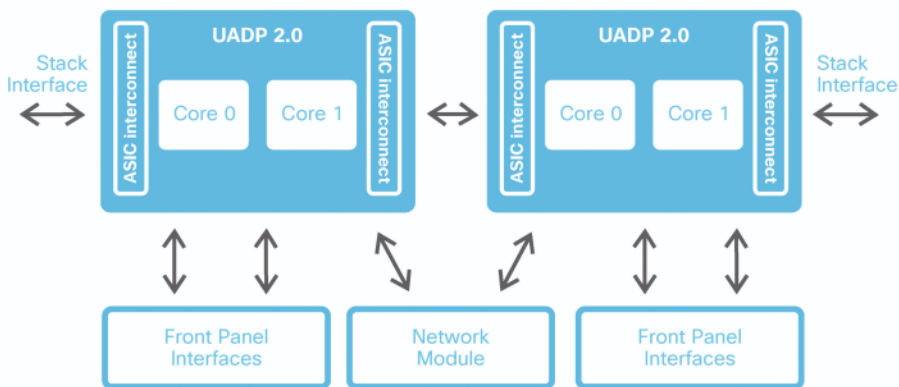 UADP 2.0
UADP 2.0
Stack
Interface
ASIC interconnect
Core 0
Core 1
ASIC interconnect
ASIC interconnect
Core 0
Core 1
ASIC interconnect
Stack
Interface
Front Panel
Interfaces
Network
Module
Front Panel
Interfaces